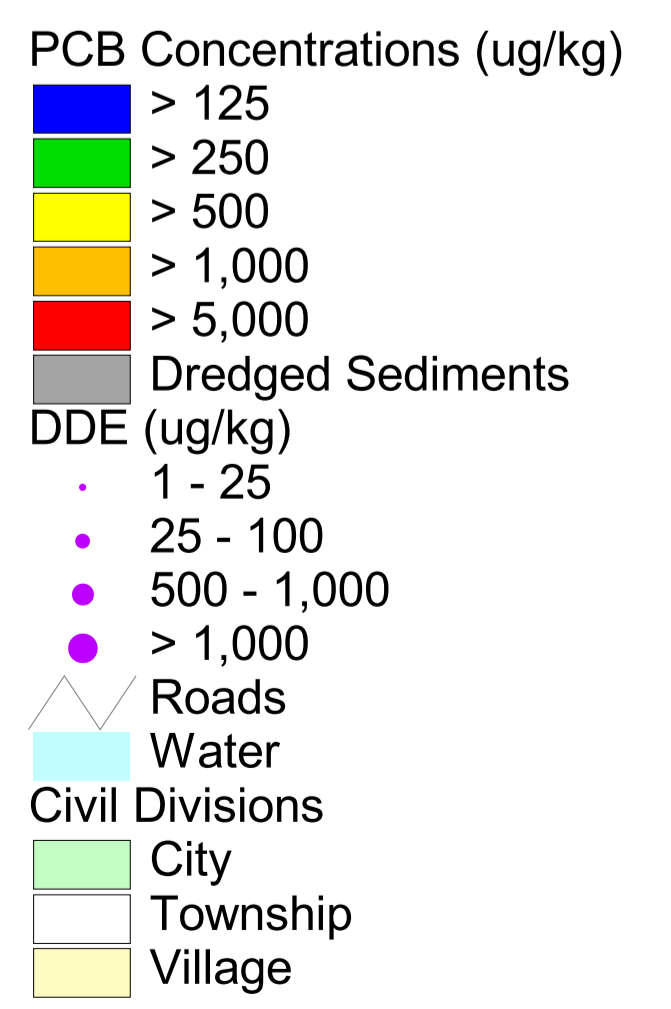 PCB Concentrations (ug/kg)
> 125
> 250
> 500
> 1,000
> 5,000
Dredged Sediments
DDE (ug/kg)
1 - 25
25 - 100
500 - 1,000
> 1,000
Roads
Water
Civil Divisions
City
Township
Village